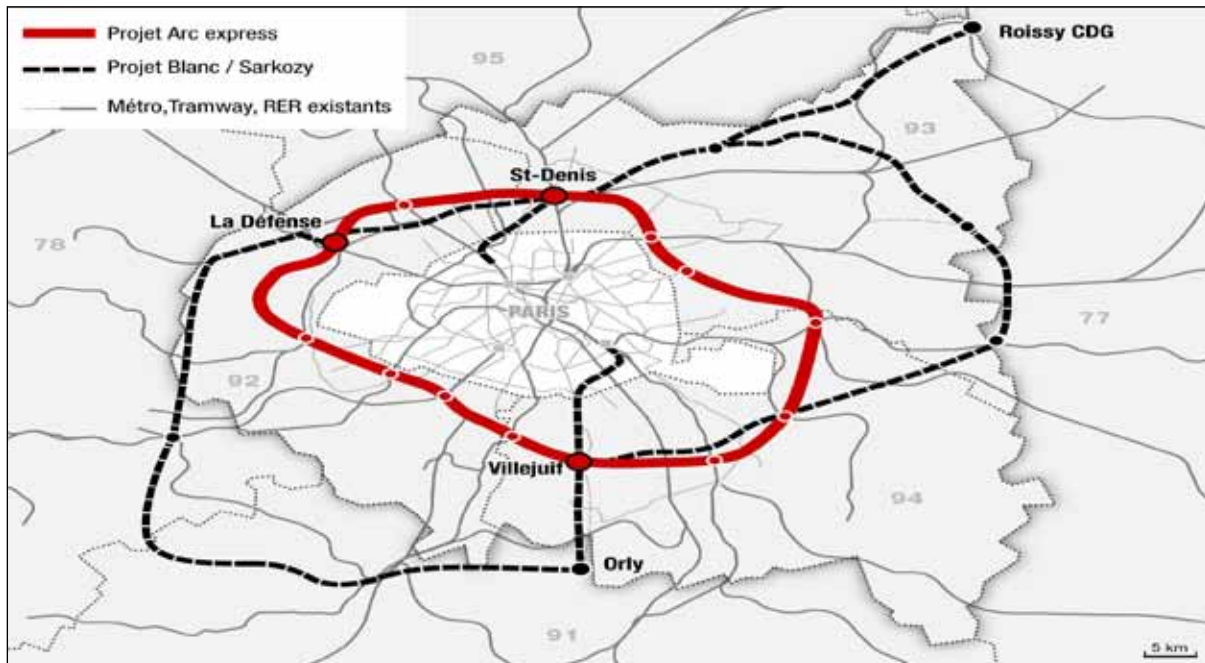 Projet Arc express
Projet Blanc / Sarkozy
Métro,Tramway, RER existants
Roissy CDG
95
93
St-Denis
La Défense
78
PARIS
77
92
Villejuif
94
Orly
91
5 km